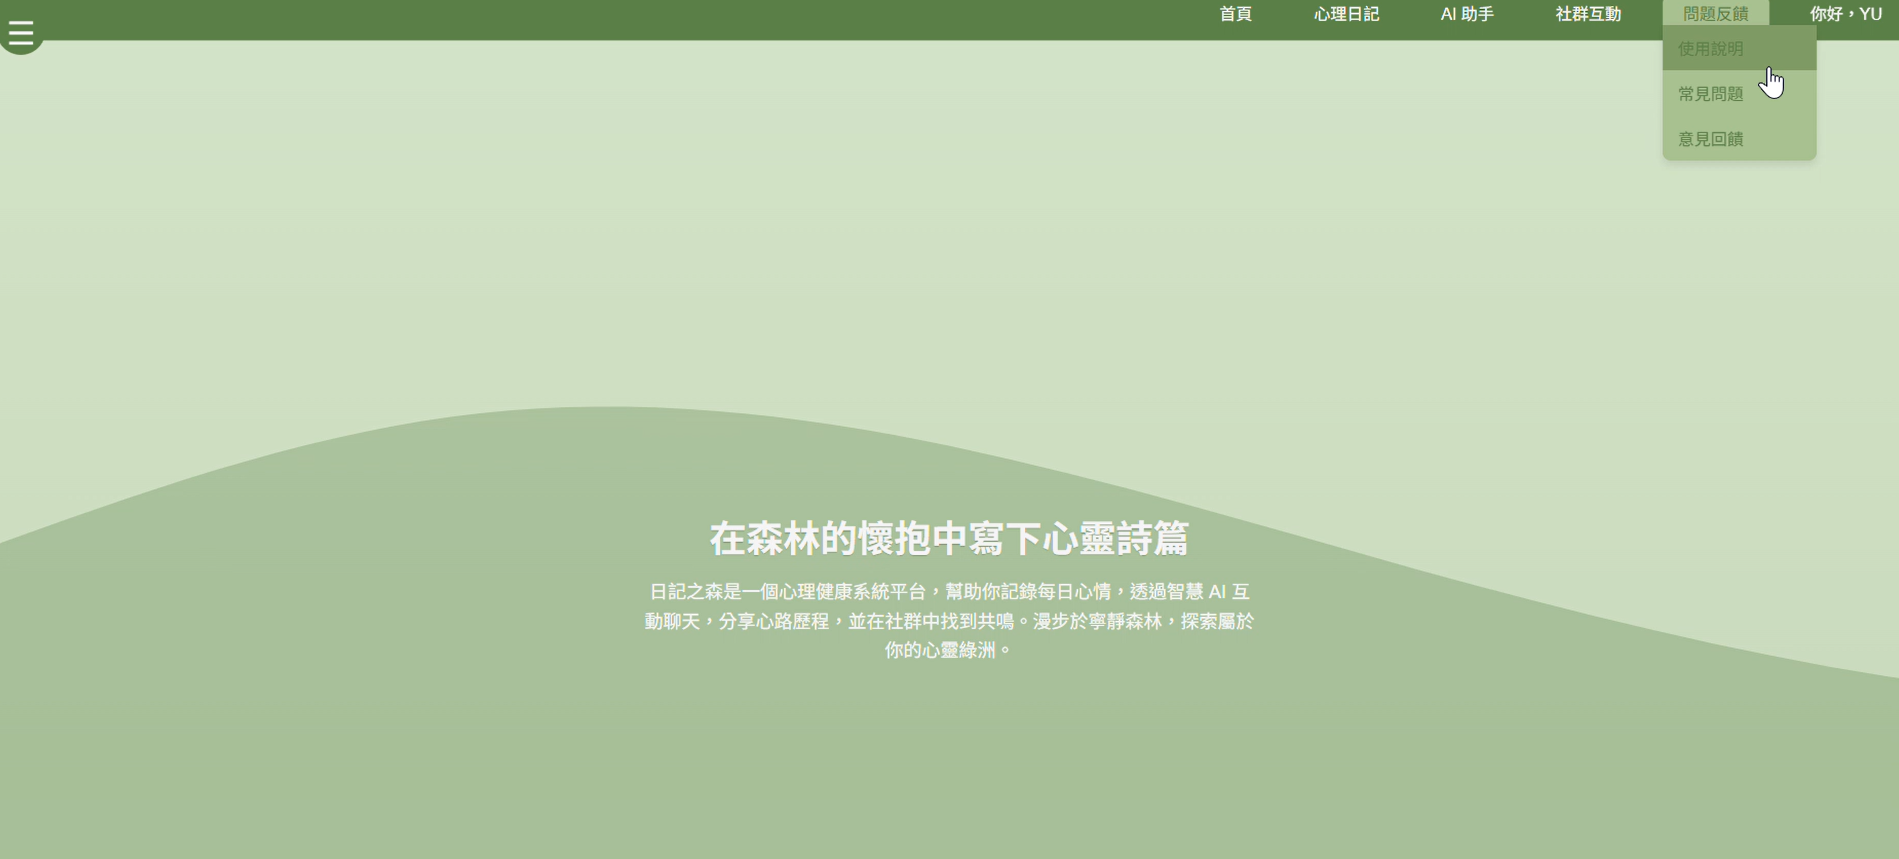 首頁
心理日記
AI 助手
社群互動
問題反饋
你好，YU
使用說明
常見問題
意見回饋
在森林的懷抱中寫下心靈詩篇
日記之森是一個心理健康系統平台，幫助你記錄每日心情，透過智慧 AI 互
動聊天，分享心路歷程，並在社群中找到共鳴。漫步於寧靜森林，探索屬於
你的心靈綠洲。